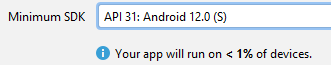 Minimum SDK API 31: Android 12.0 (S)
Your app will run on < 1% of devices.